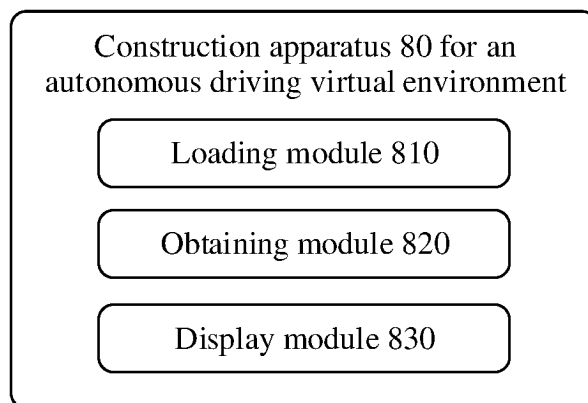 Construction apparatus 80 for an
autonomous driving virtual environment
Loading module 810
Obtaining module 820
Display module 830